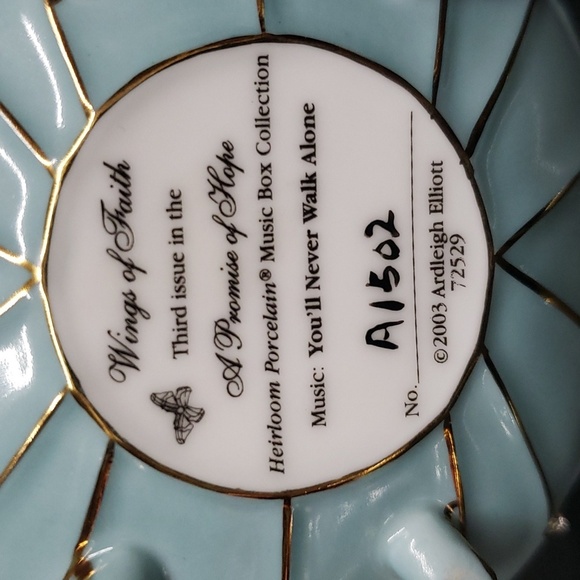 Wings of Faith
Third issue in the
A Promise of Hope
Heirloom Porcelain® Music Box Collection
Music: You'll Never Walk Alone
A1502
No.
©2003 Ardleigh Elliott
72529